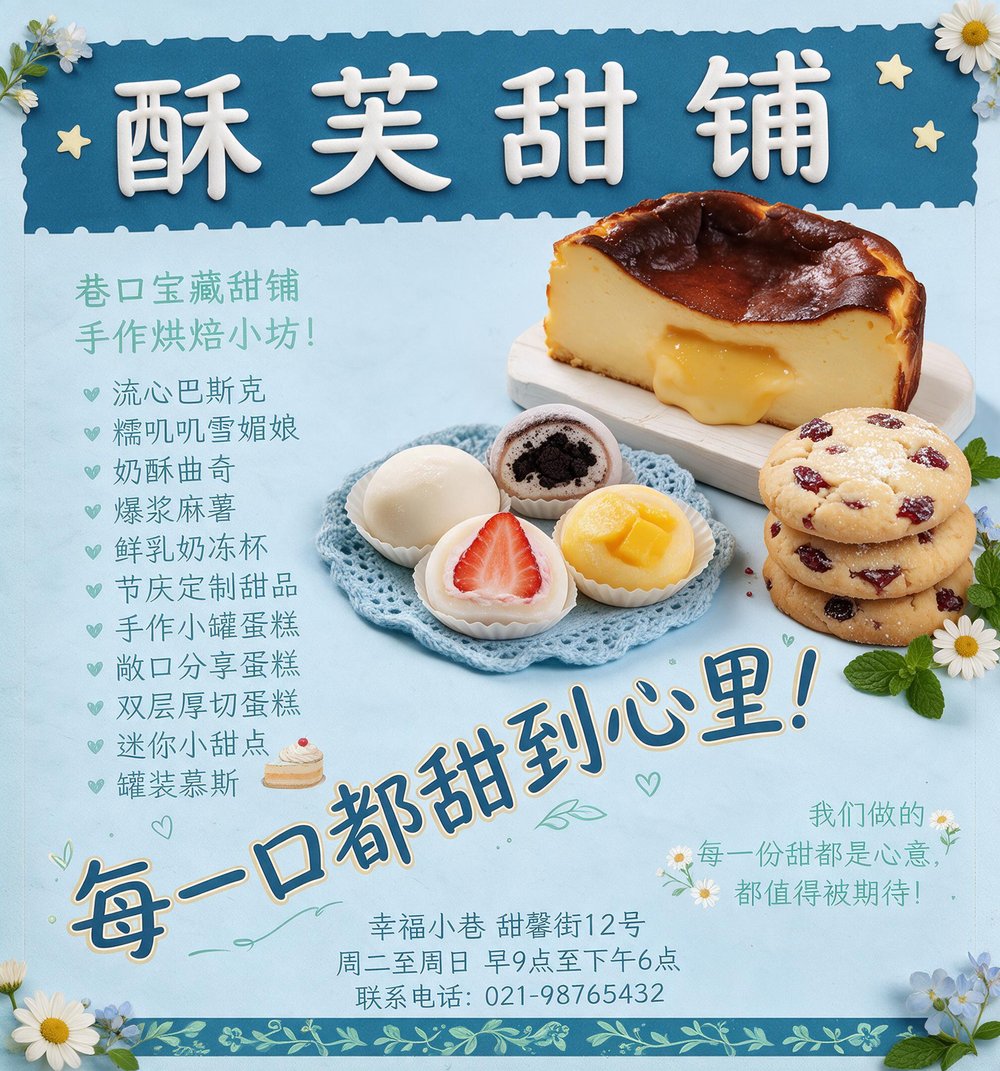 酥芙甜铺
巷口宝藏甜铺
手作烘焙小坊！
流心巴斯克
糯叽叽雪媚娘
奶酥曲奇
爆浆麻薯
鲜乳奶冻杯
节庆定制甜品
手作小罐蛋糕
敞口分享蛋糕
双层厚切蛋糕
迷你小甜点
罐装慕斯
每一口都甜到心里！
我们做的
每一份甜都是心意，
都值得被期待！
幸福小巷 甜馨街12号
周二至周日 早9点至下午6点
联系电话：021-98765432